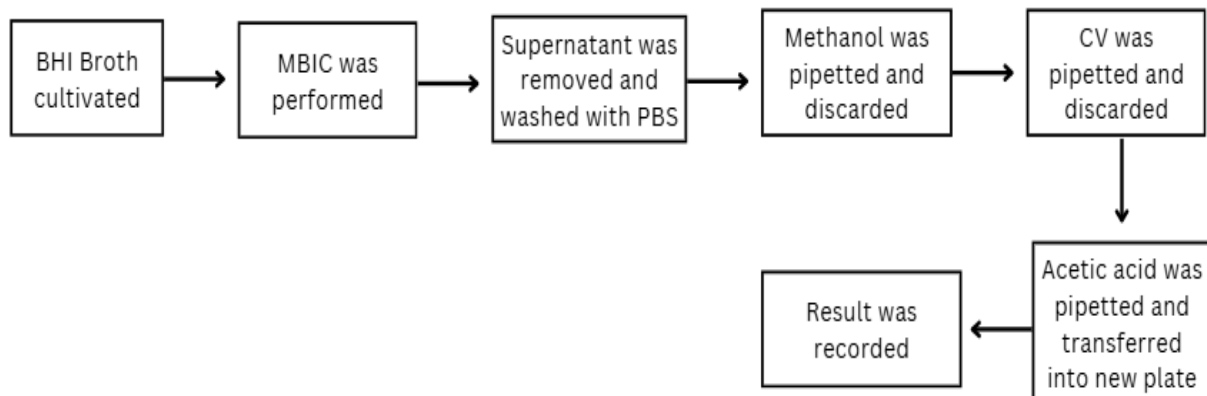 BHI Broth
cultivated
MBIC was
performed
Supernatant was
removed and
washed with PBS
Methanol was
pipetted and
discarded
CV was
pipetted and
discarded
Acetic acid was
pipetted and
transferred
into new plate
Result was
recorded